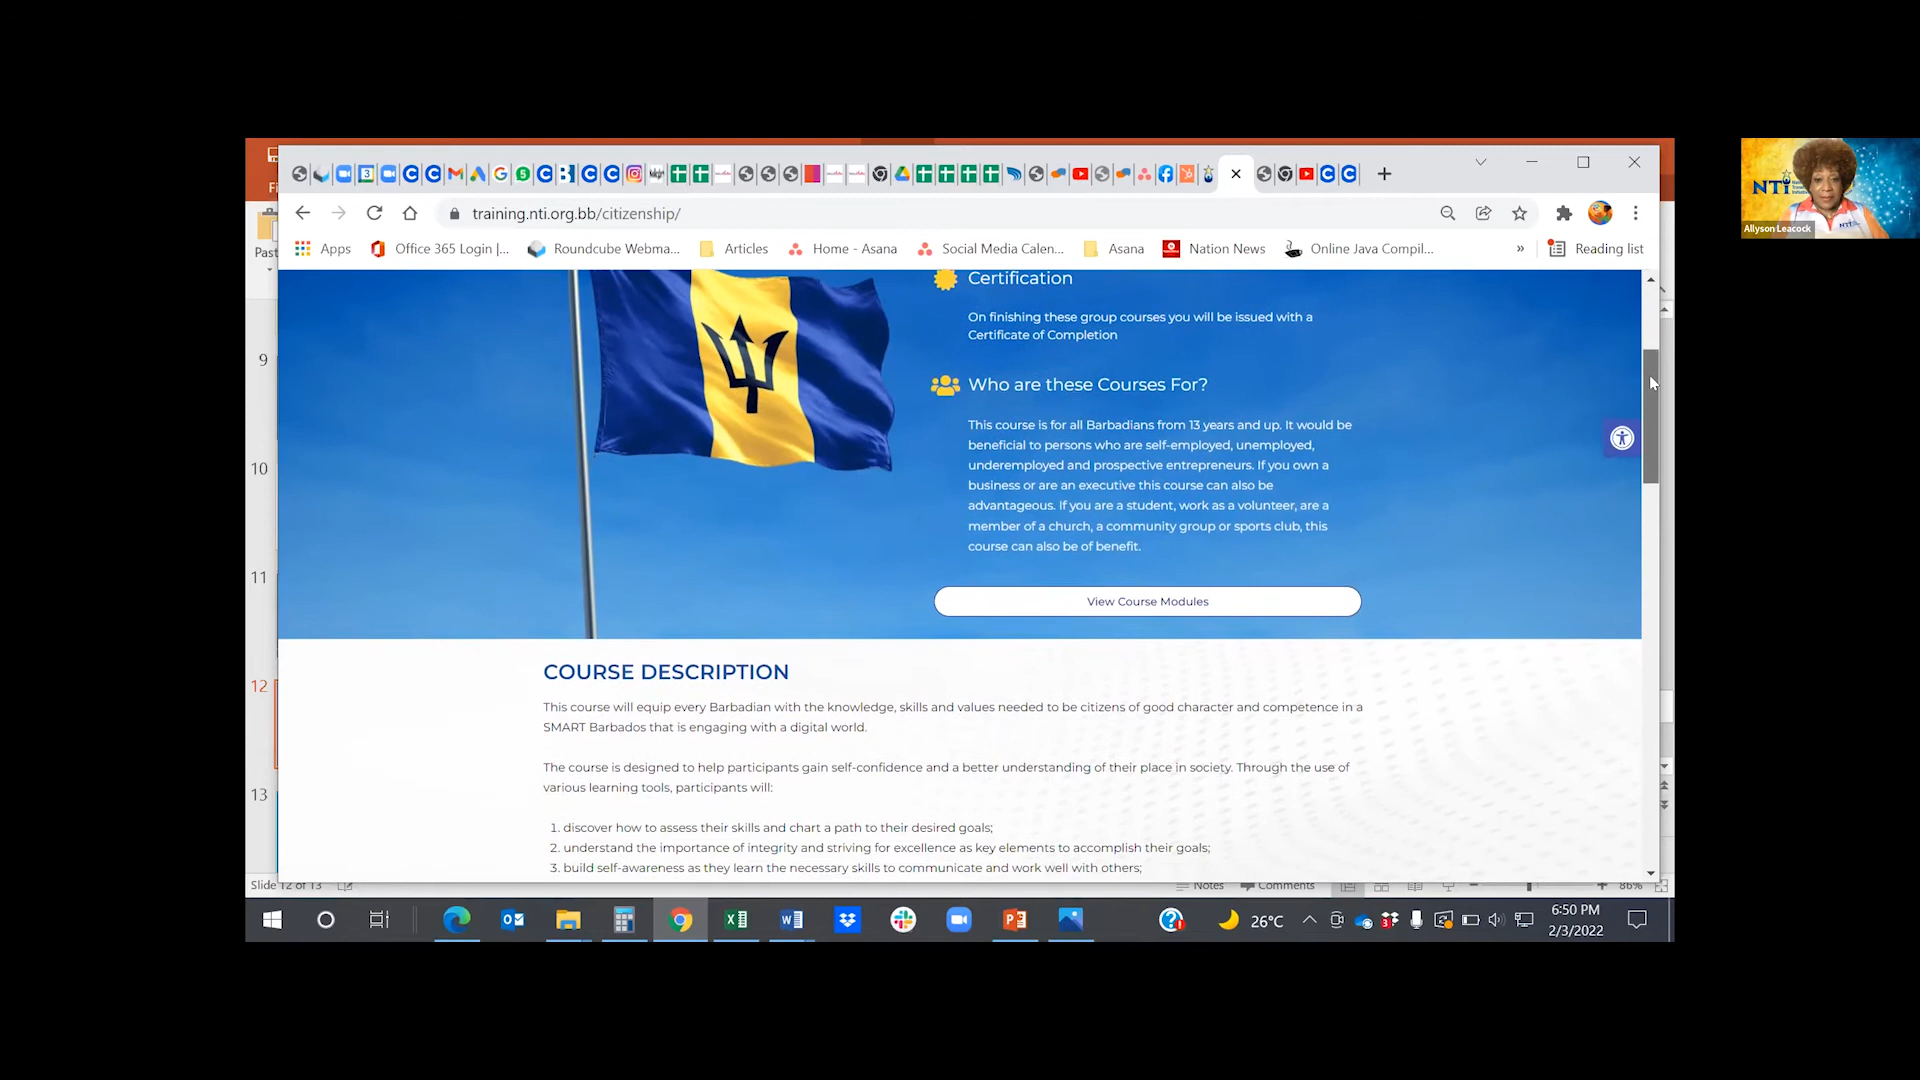 training.nti.org.bb/citizenship/
Apps
Office 365 Login |...
Roundcube Webma...
Articles
Home - Asana
Social Media Calen...
Asana
Nation News
Online Java Compil...
»
Reading list
Past
NTi
Allyson Leacock
Certification
On finishing these group courses you will be issued with a
Certificate of Completion
Who are these Courses For?
This course is for all Barbadians from 13 years and up. It would be
beneficial to persons who are self-employed, unemployed,
underemployed and prospective entrepreneurs. If you own a
business or are an executive this course can also be
advantageous. If you are a student, work as a volunteer, are a
member of a church, a community group or sports club, this
course can also be of benefit.
View Course Modules
9
10
11
12
13
COURSE DESCRIPTION
This course will equip every Barbadian with the knowledge, skills and values needed to be citizens of good character and competence in a
SMART Barbados that is engaging with a digital world.
The course is designed to help participants gain self-confidence and a better understanding of their place in society. Through the use of
various learning tools, participants will:
1. discover how to assess their skills and chart a path to their desired goals;
2. understand the importance of integrity and striving for excellence as key elements to accomplish their goals;
3. build self-awareness as they learn the necessary skills to communicate and work well with others;
Slide 12 of 13
Notes
Comments
86%
26°C
6:50 PM
2/3/2022